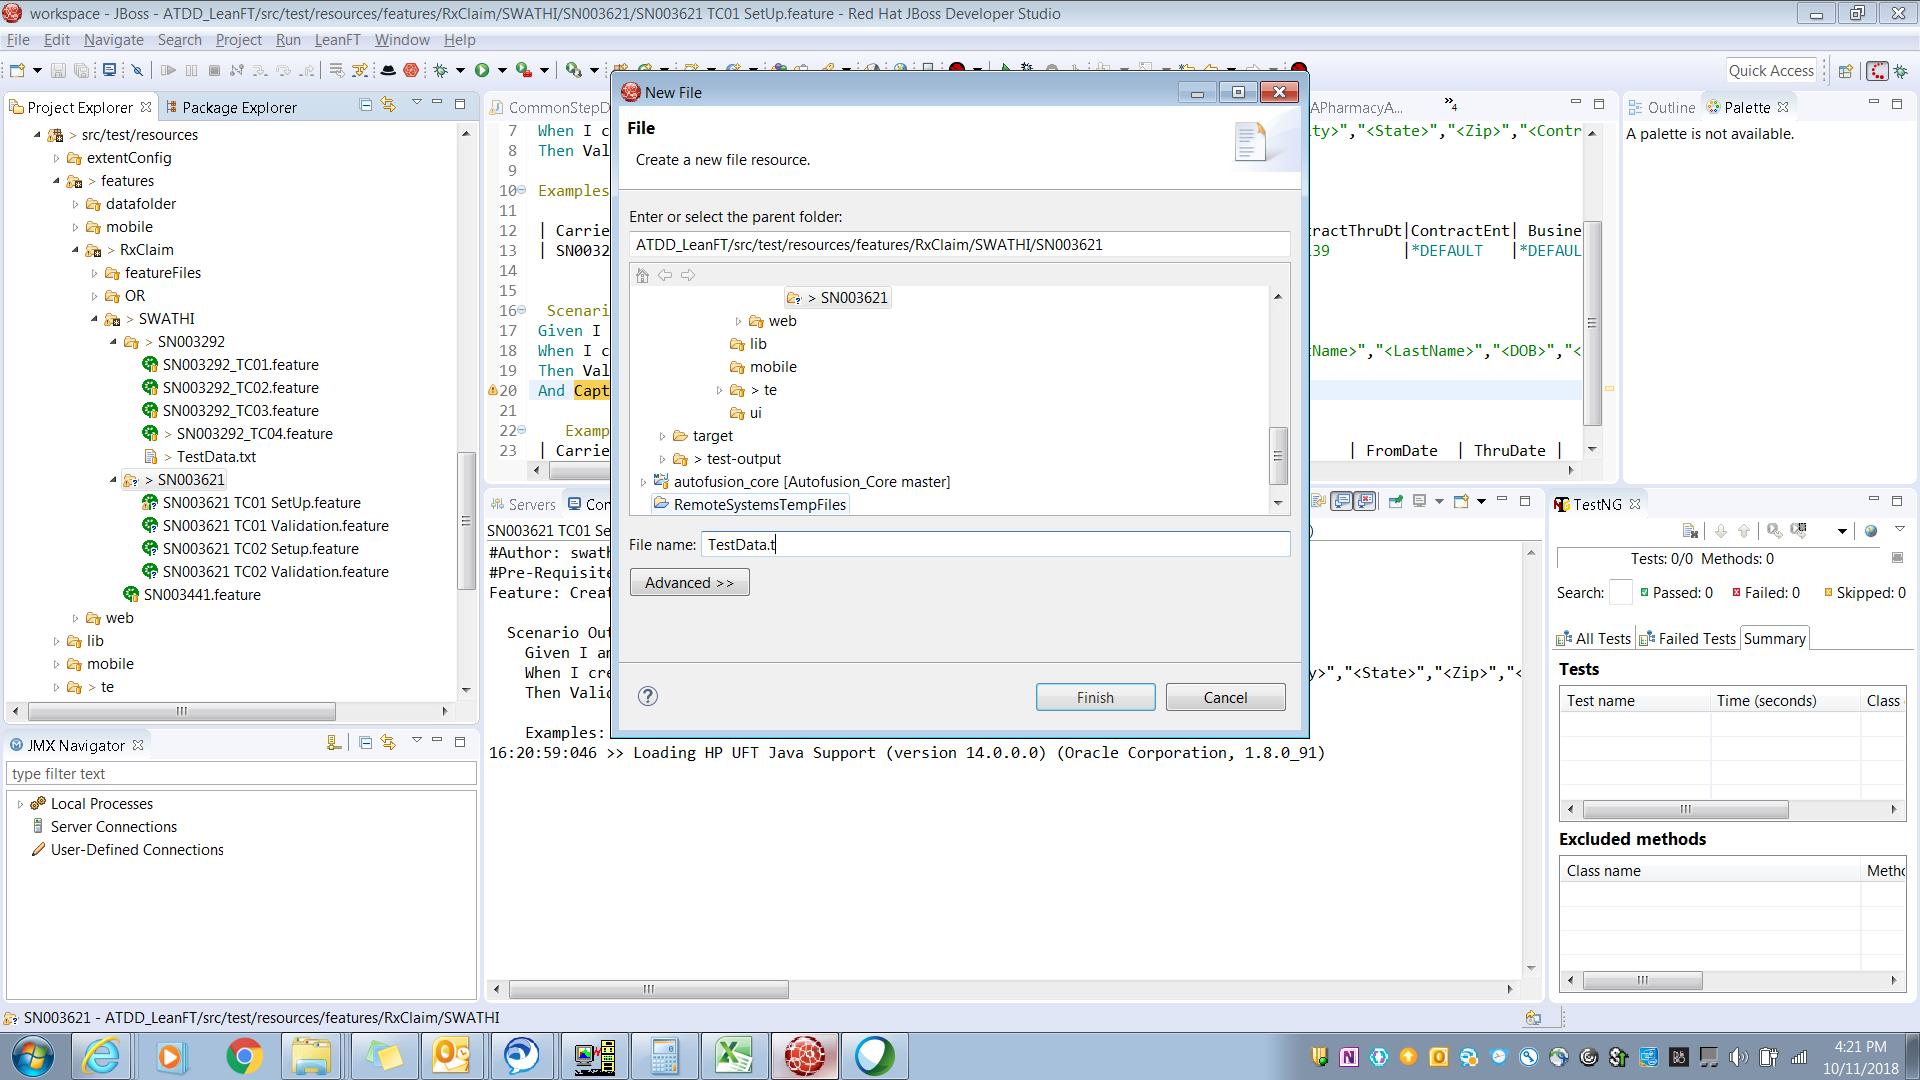 workspace - JBoss - ATDD_LeanFT/src/test/resources/features/RxClaim/SWATHI/SN003621/SN003621 TC01 SetUp.feature - Red Hat JBoss Developer Studio
File Edit Navigate Search Project Run LeanFT Window Help
Quick Access
Project Explorer
Package Explorer
> src/test/resources
extentConfig
> features
datafolder
mobile
> RxClaim
featureFiles
OR
> SWATHI
> SN003292
SN003292_TC01.feature
SN003292_TC02.feature
SN003292_TC03.feature
> SN003292_TC04.feature
> TestData.txt
> SN003621
SN003621 TC01 SetUp.feature
SN003621 TC01 Validation.feature
SN003621 TC02 Setup.feature
SN003621 TC02 Validation.feature
SN003441.feature
web
lib
mobile
> te
JMX Navigator
type filter text
Local Processes
Server Connections
User-Defined Connections
CommonStepD
APharmacyA...
»4
7 When I c
ty>","<State>","<Zip>","<Contr
8 Then Val
9
10 Examples
11
12 | Carrie
ractThruDt|ContractEnt| Busine
13 | SN0032
39 |*DEFAULT |*DEFAUL
14
15
16 Scenari
17 Given I
18 When I c
tName>","<LastName>","<DOB>","<
19 Then Val
20 And Capt
21
22 Examp
23 | Carrie
| FromDate | ThruDate |
New File
File
Create a new file resource.
Enter or select the parent folder:
ATDD_LeanFT/src/test/resources/features/RxClaim/SWATHI/SN003621
> SN003621
web
lib
mobile
> te
ui
target
> test-output
autofusion_core [Autofusion_Core master]
RemoteSystemsTempFiles
File name: TestData.t
Advanced >>
Finish
Cancel
Servers
Con
SN003621 TC01 Se
#Author: swath
#Pre-Requisite
Feature: Creat
Scenario Out
Given I am
When I cre
y>","<State>","<Zip>","<
Then Valid
Examples:
16:20:59:046 >> Loading HP UFT Java Support (version 14.0.0.0) (Oracle Corporation, 1.8.0_91)
Outline
Palette
A palette is not available.
TestNG
Tests: 0/0 Methods: 0
Search:
Passed: 0
Failed: 0
Skipped: 0
All Tests
Failed Tests
Summary
Tests
Test name
Time (seconds)
Class
Excluded methods
Class name
Metho
SN003621 - ATDD_LeanFT/src/test/resources/features/RxClaim/SWATHI
4:21 PM
10/11/2018